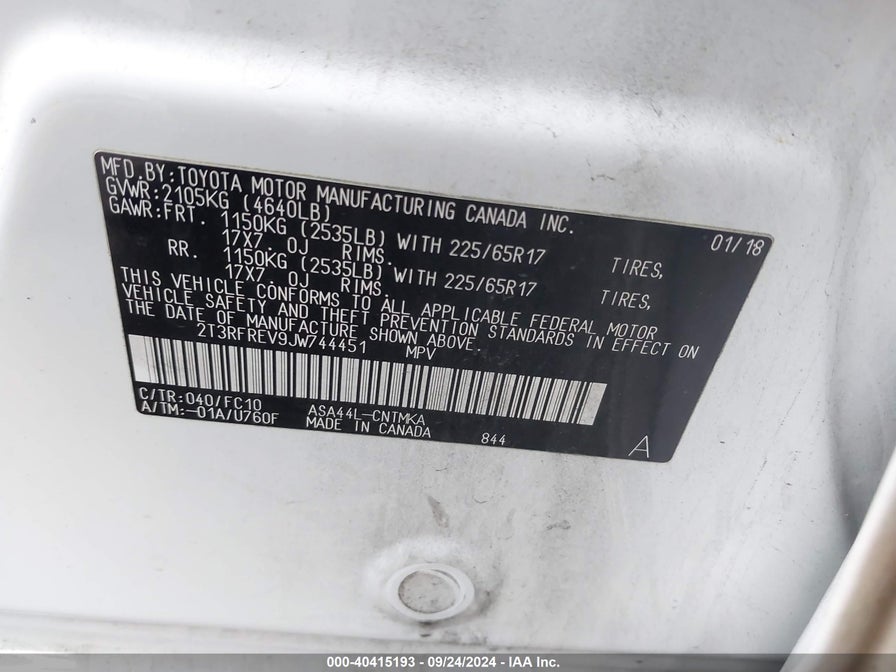 MFD.BY:TOYOTA MOTOR MANUFACTURING CANADA INC. 01/18
GVWR:2105KG (4640LB)
GAWR:FRT. 1150KG (2535LB) WITH 225/65R17 TIRES,
17X7.0J RIMS.
RR. 1150KG (2535LB) WITH 225/65R17 TIRES,
17X7.0J RIMS.
THIS VEHICLE CONFORMS TO ALL APPLICABLE FEDERAL MOTOR
VEHICLE SAFETY AND THEFT PREVENTION STANDARDS IN EFFECT ON
THE DATE OF MANUFACTURE SHOWN ABOVE.
2T3RFREV9JW744451 MPV
C/TR:040/FC10 ASA44L-CNTMKA
A/TM:-01A/U760F MADE IN CANADA 844 A
000-40415193 - 09/24/2024 - IAA Inc.